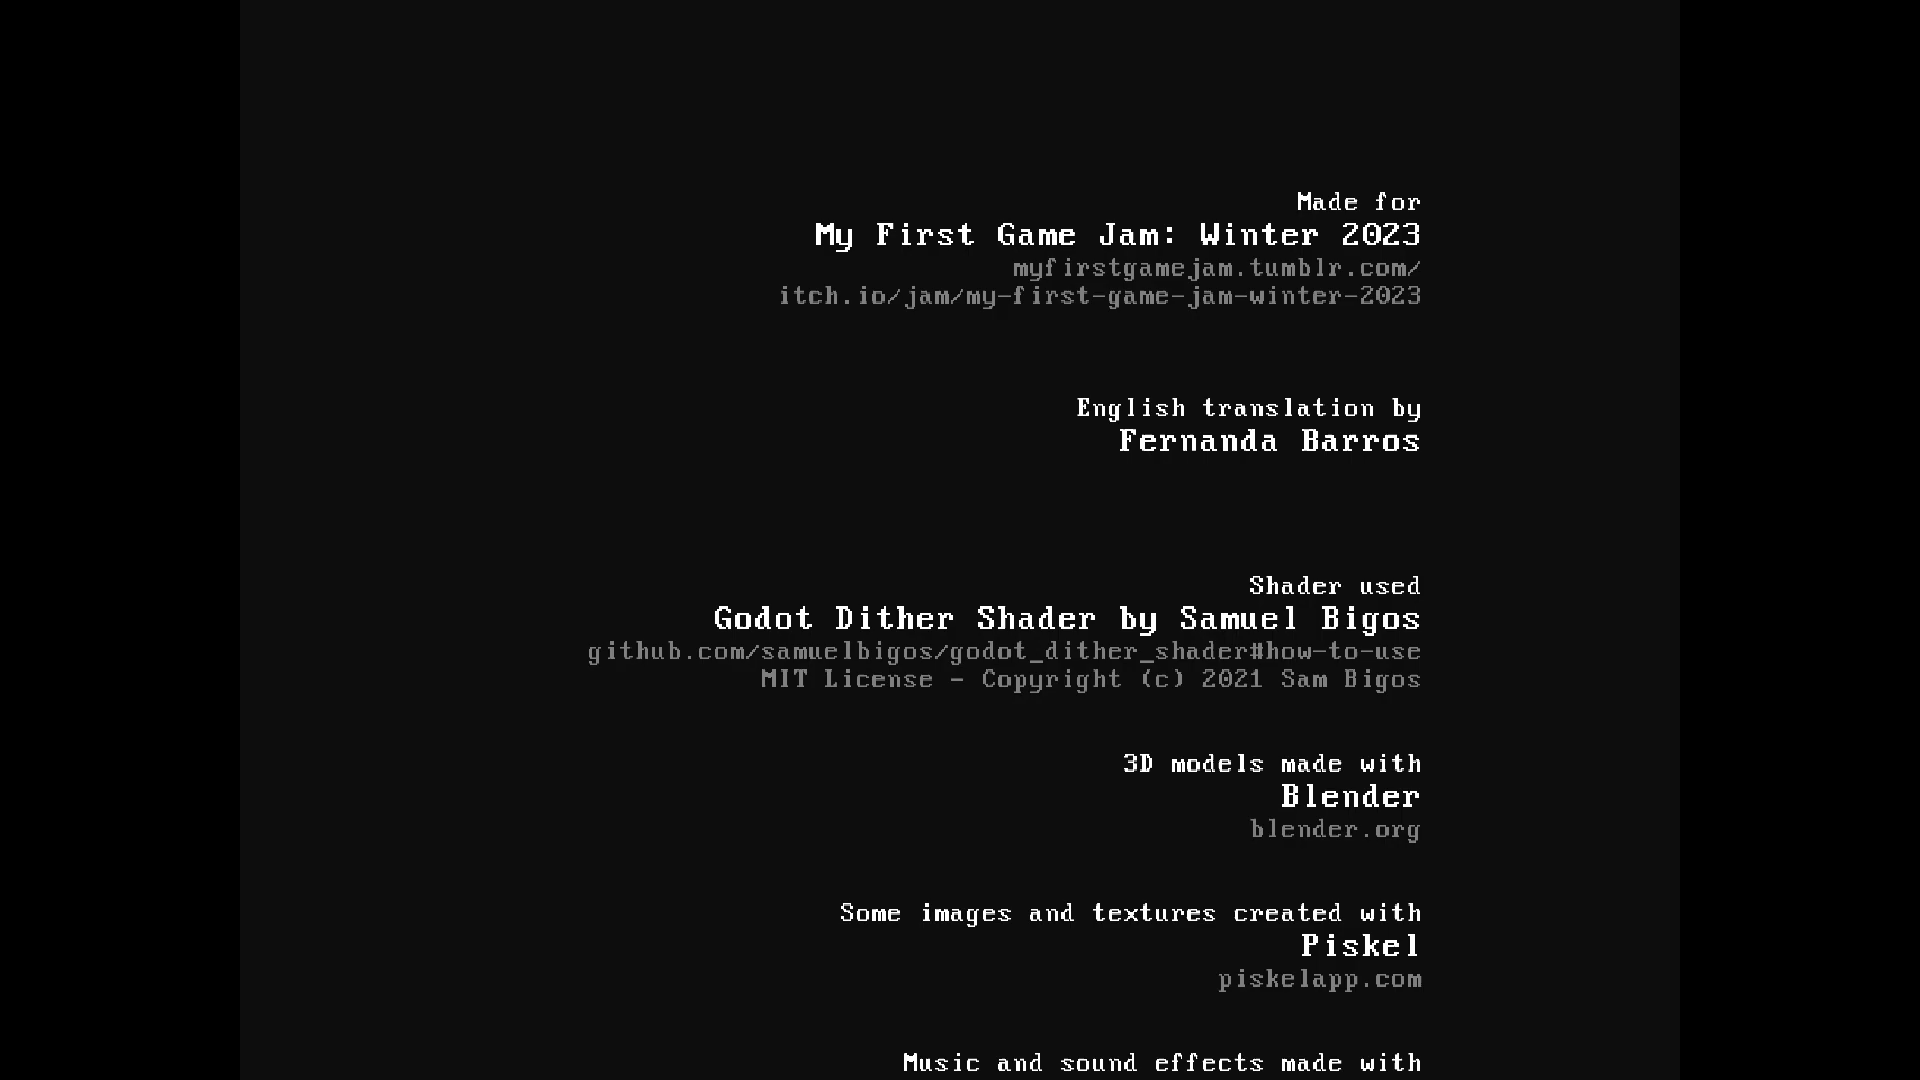 Made for
My First Game Jam: Winter 2023
myfirstgamejam.tumblr.com/
itch.io/jam/my-first-game-jam-winter-2023
English translation by
Fernanda Barros
Shader used
Godot Dither Shader by Samuel Bigos
github.com/samuelbigos/godot_dither_shader#how-to-use
MIT License - Copyright (c) 2021 Sam Bigos
3D models made with
Blender
blender.org
Some images and textures created with
Piskel
piskelapp.com
Music and sound effects made with